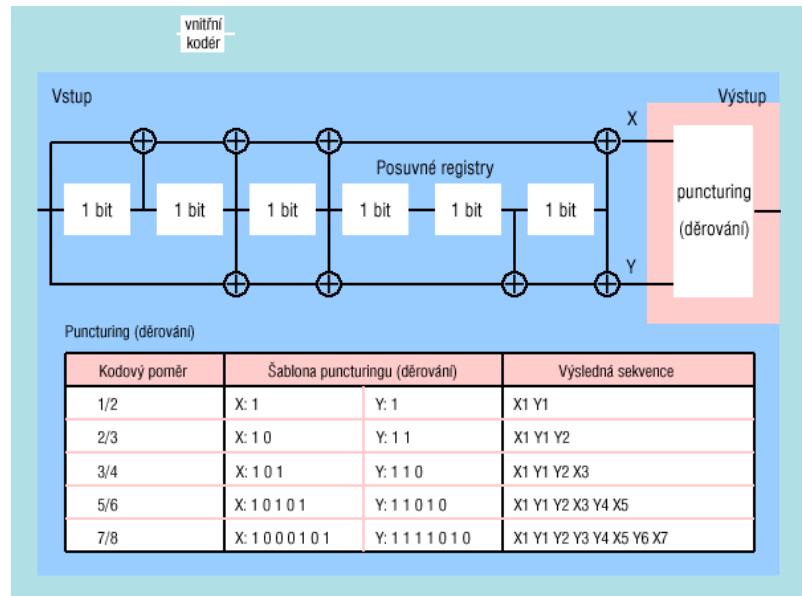 vnitřní
kodér
Vstup
Výstup
X
Posuvné registry
1 bit 1 bit 1 bit 1 bit 1 bit 1 bit
puncturing
(děrování)
Y
Puncturing (děrování)
Kodový poměr Šablona puncturingu (děrování) Výsledná sekvence
1/2 X: 1 Y: 1 X1 Y1
2/3 X: 1 0 Y: 1 1 X1 Y1 Y2
3/4 X: 1 0 1 Y: 1 1 0 X1 Y1 Y2 X3
5/6 X: 1 0 1 0 1 Y: 1 1 0 1 0 X1 Y1 Y2 X3 Y4 X5
7/8 X: 1 0 0 0 1 0 1 Y: 1 1 1 1 0 1 0 X1 Y1 Y2 Y3 Y4 X5 Y6 X7